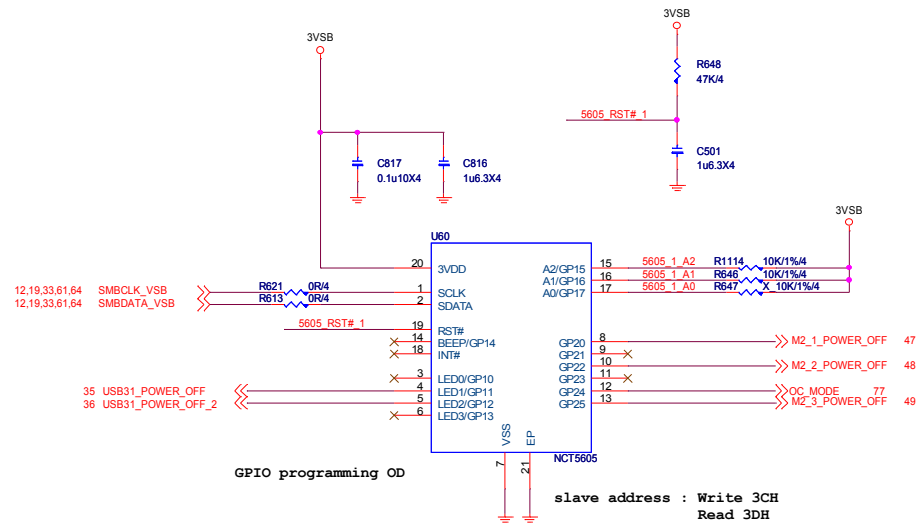 3VSB
3VSB
R648
47K/4
5605_RST#_1
C501
1u6.3X4
C817
0.1u10X4
C816
1u6.3X4
3VSB
U60
20 3VDD
A2/GP15 15 5605_1_A2 R1114 10K/1%/4
A1/GP16 16 5605_1_A1 R646 10K/1%/4
A0/GP17 17 5605_1_A0 R647 X_10K/1%/4
12,19,33,61,64 SMBCLK_VSB R621 0R/4 1 SCLK
12,19,33,61,64 SMBDATA_VSB R613 0R/4 2 SDATA
5605_RST#_1 19 RST#
14 BEEP/GP14
18 INT#
GP20 8 M2_1_POWER_OFF 47
GP21 9
GP22 10 M2_2_POWER_OFF 48
3 LED0/GP10 GP23 11
35 USB31_POWER_OFF 4 LED1/GP11 GP24 12 OC_MODE 77
36 USB31_POWER_OFF_2 5 LED2/GP12 GP25 13 M2_3_POWER_OFF 49
6 LED3/GP13
VSS EP
7 21 NCT5605
GPIO programming OD
slave address : Write 3CH
Read 3DH